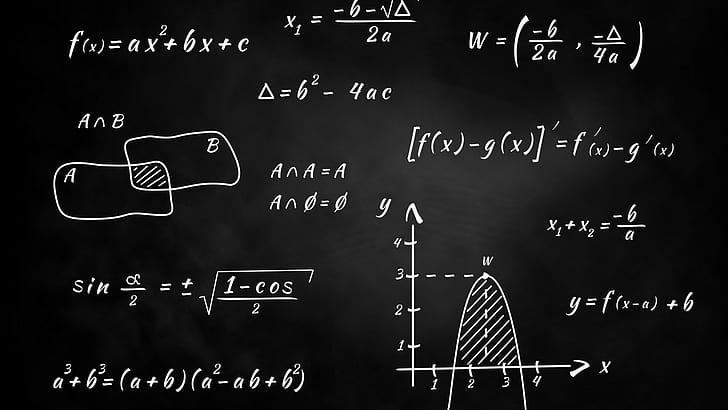 f(x) = ax²+ bx + c
x₁ = (-b-√Δ)/2a
W = (-b/2a , -Δ/4a)
Δ = b² - 4ac
A∩B
A
B
[f(x)-g(x)]′ = f′(x) - g′(x)
A∩A = A
A∩∅ = ∅
x₁ + x₂ = -b/a
y
4
3
2
1
W
1 2 3 4
x
sin α/2 = ± √(1-cos/2)
y = f(x-a) + b
a³+b³=(a+b)(a²-ab+b²)